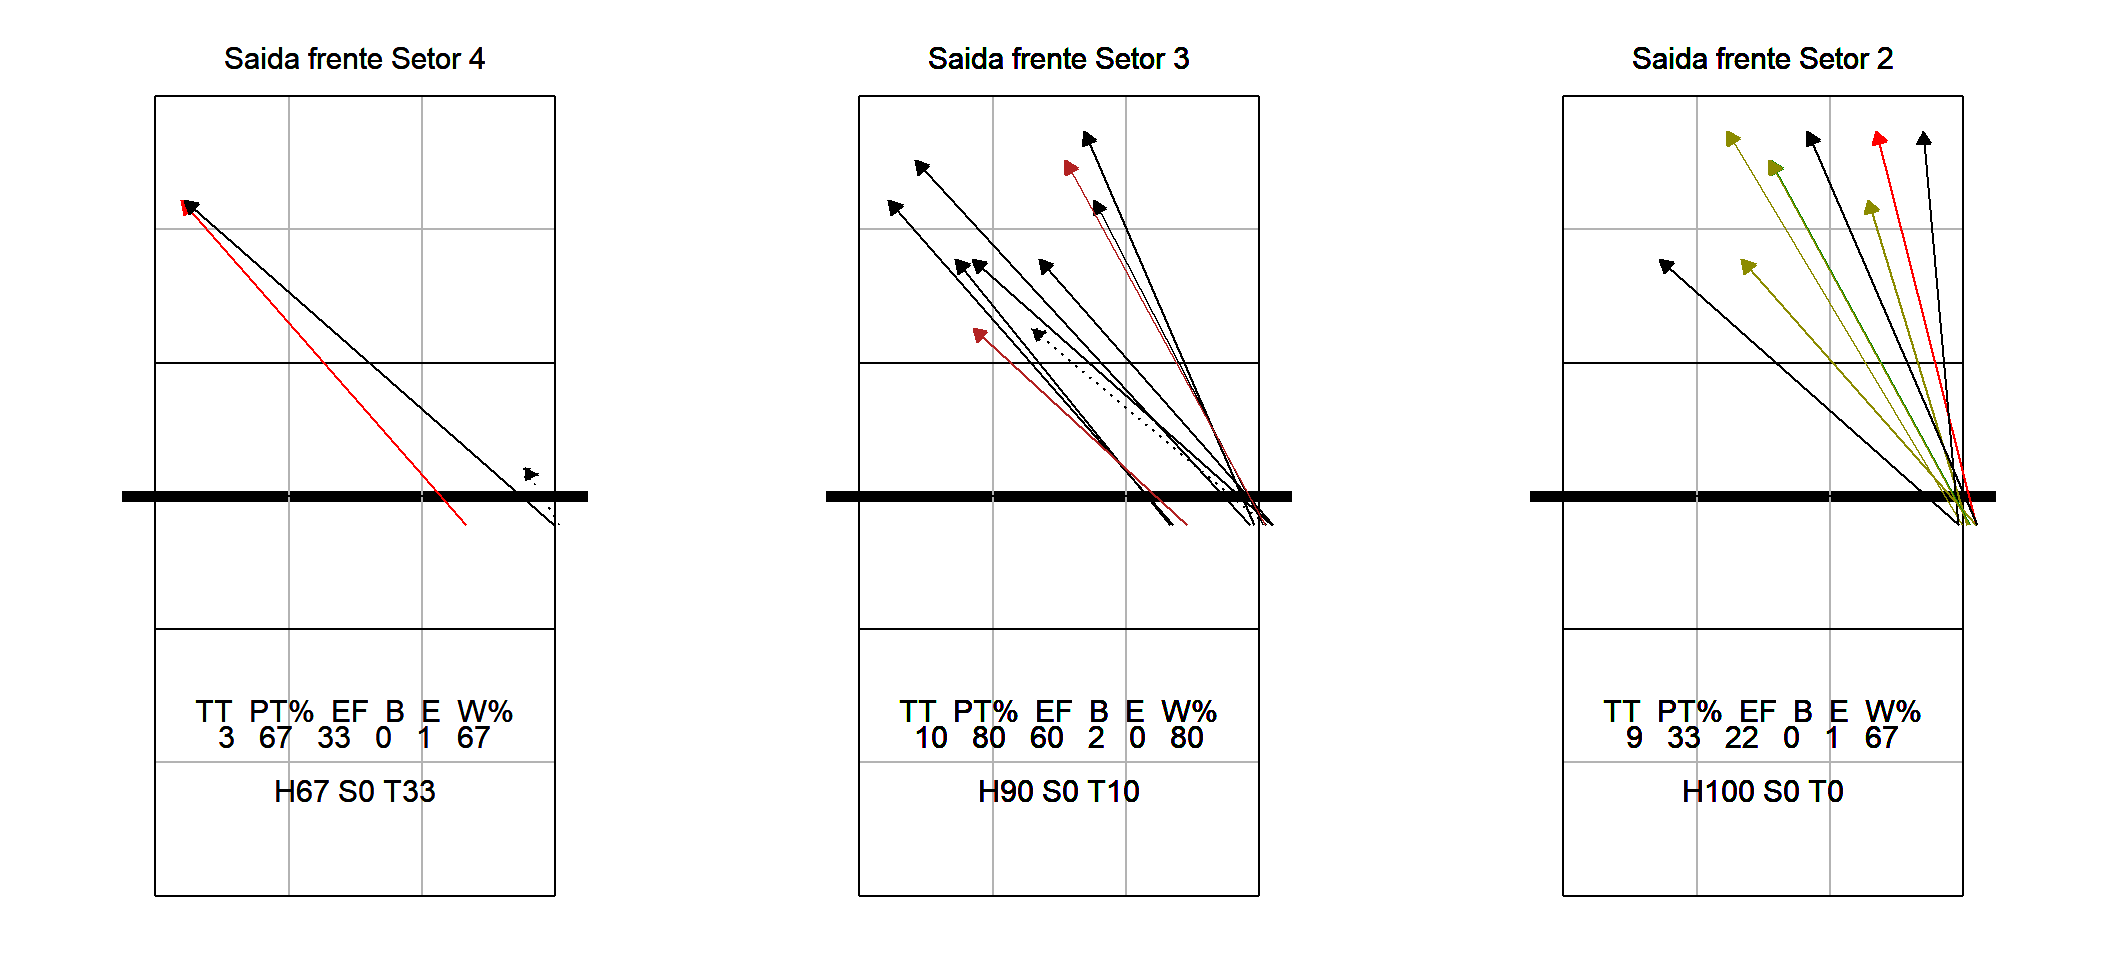 Saida frente Setor 4
TT PT% EF B E W%
3 67 33 0 1 67
H67 S0 T33
Saida frente Setor 3
TT PT% EF B E W%
10 80 60 2 0 80
H90 S0 T10
Saida frente Setor 2
TT PT% EF B E W%
9 33 22 0 1 67
H100 S0 T0